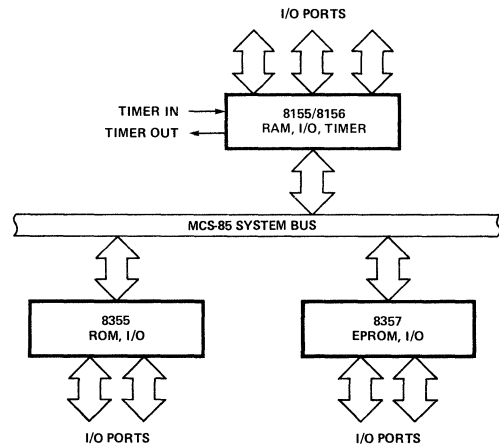 I/O PORTS
TIMER IN
TIMER OUT
8155/8156
RAM, I/O, TIMER
MCS-85 SYSTEM BUS
8355
ROM, I/O
8357
EPROM, I/O
I/O PORTS
I/O PORTS